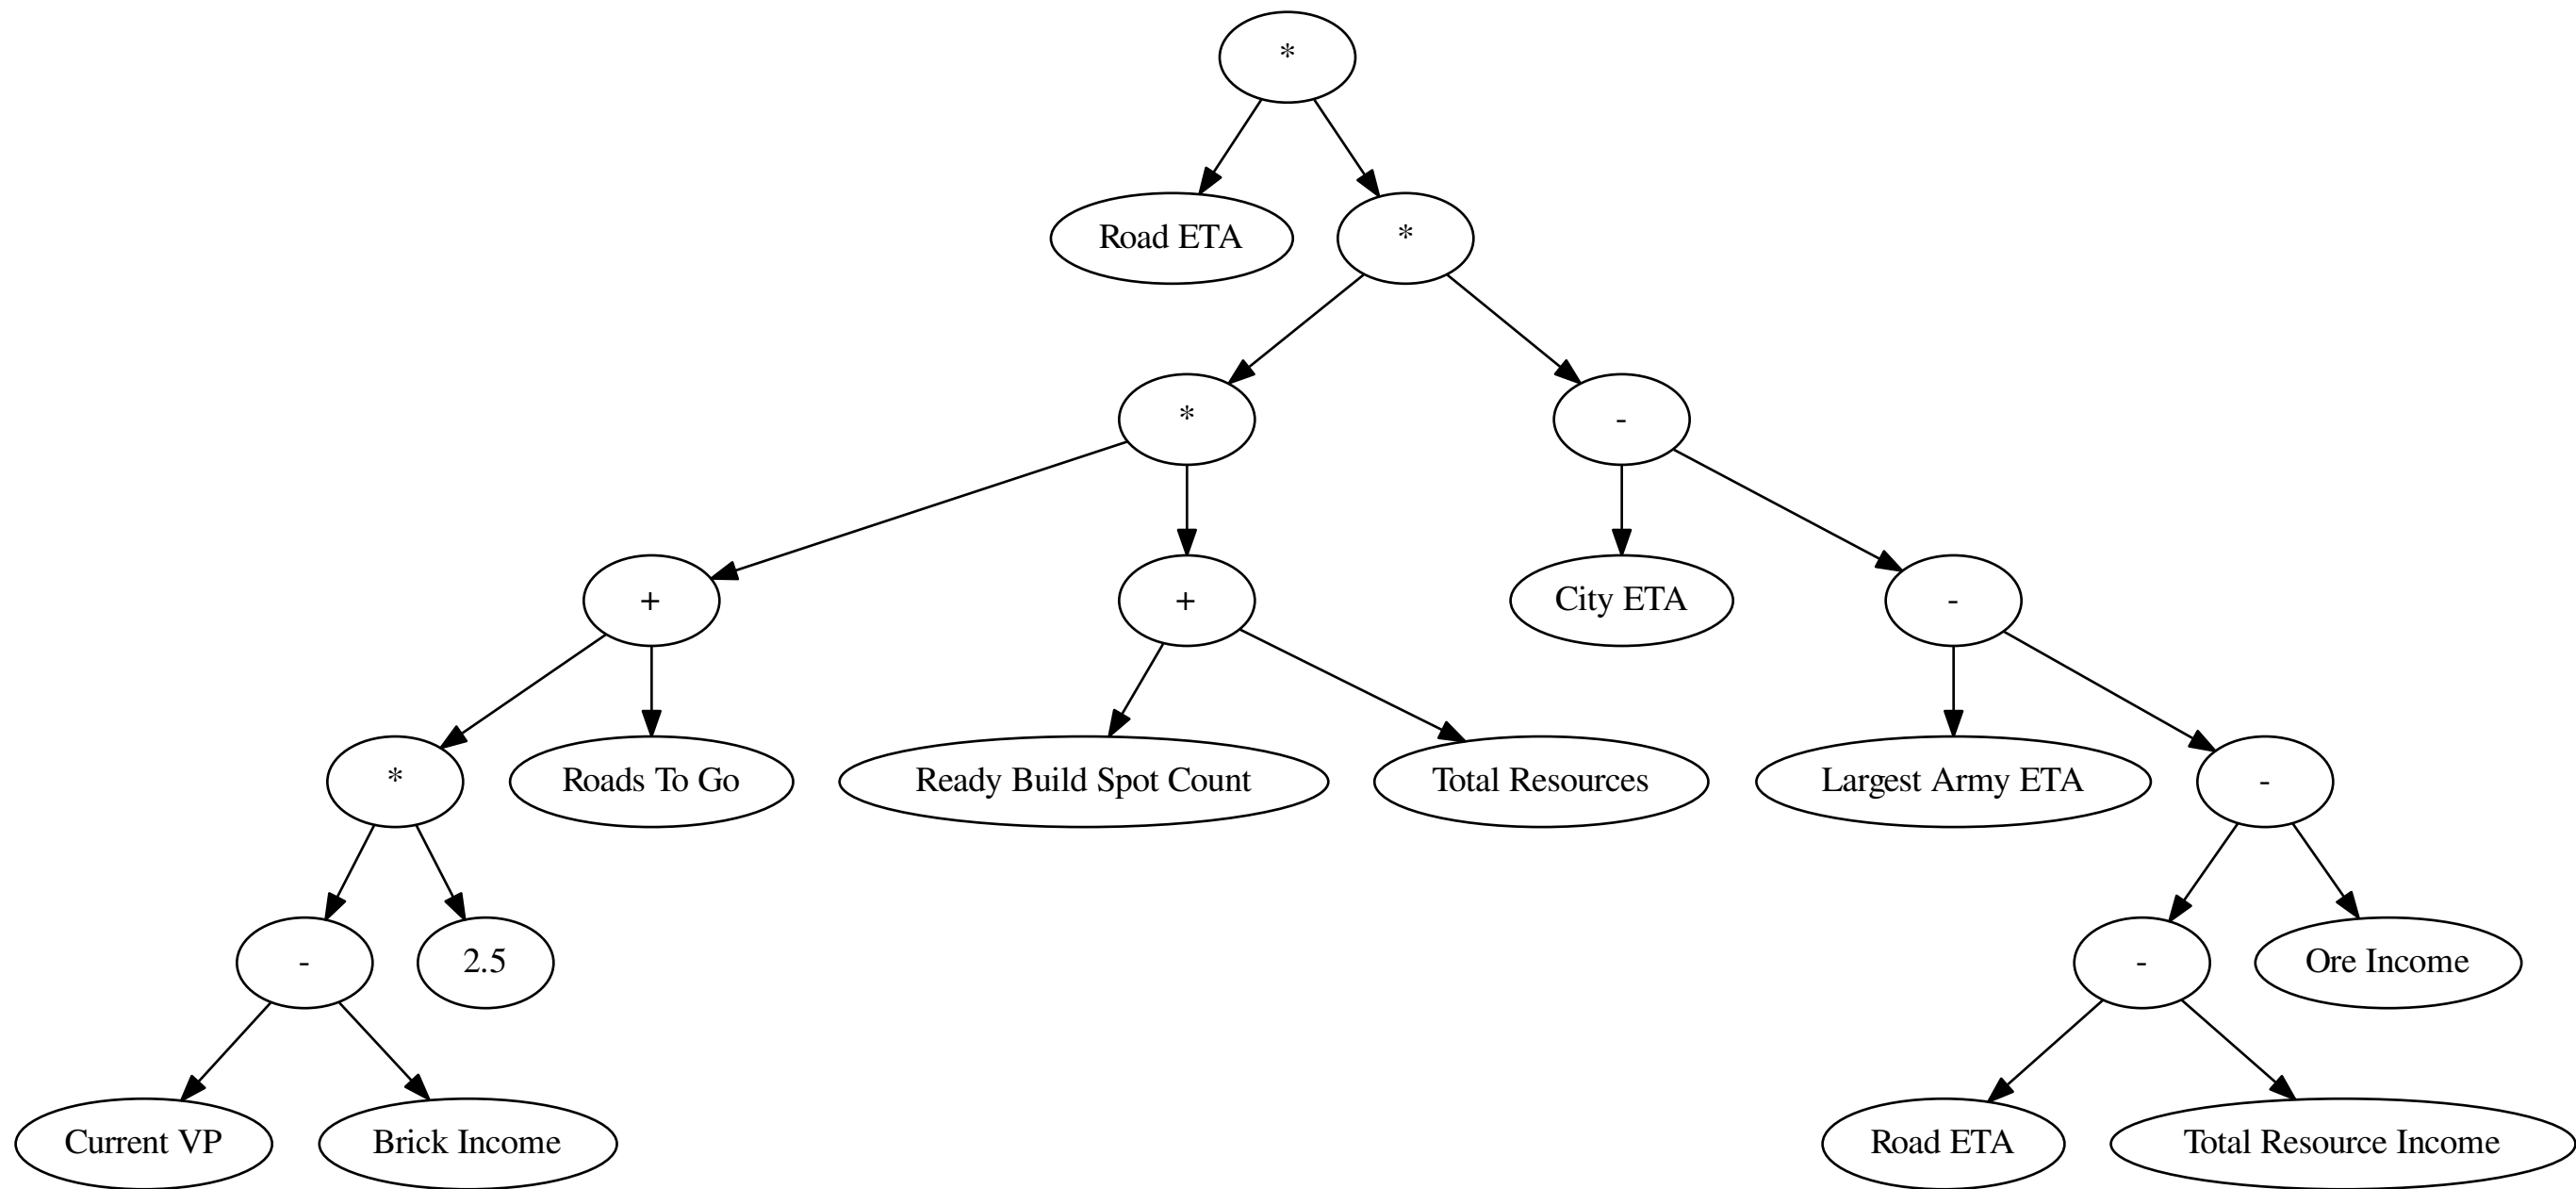 *
Road ETA
*
*
-
+
+
City ETA
-
*
Roads To Go
Ready Build Spot Count
Total Resources
Largest Army ETA
-
-
2.5
-
Ore Income
Current VP
Brick Income
Road ETA
Total Resource Income